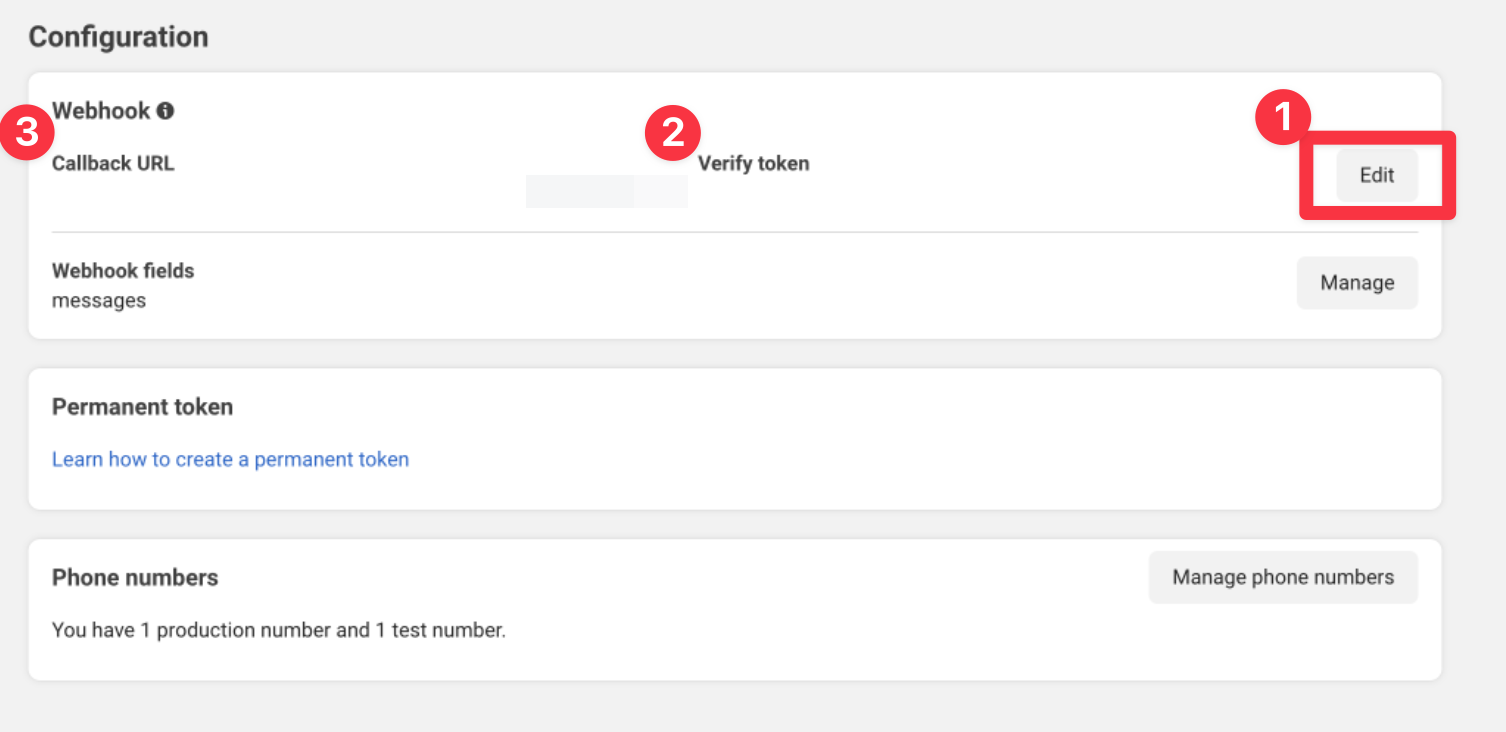 Configuration
Webhook
3
2
1
Callback URL
Verify token
Edit
Webhook fields
messages
Manage
Permanent token
Learn how to create a permanent token
Phone numbers
Manage phone numbers
You have 1 production number and 1 test number.